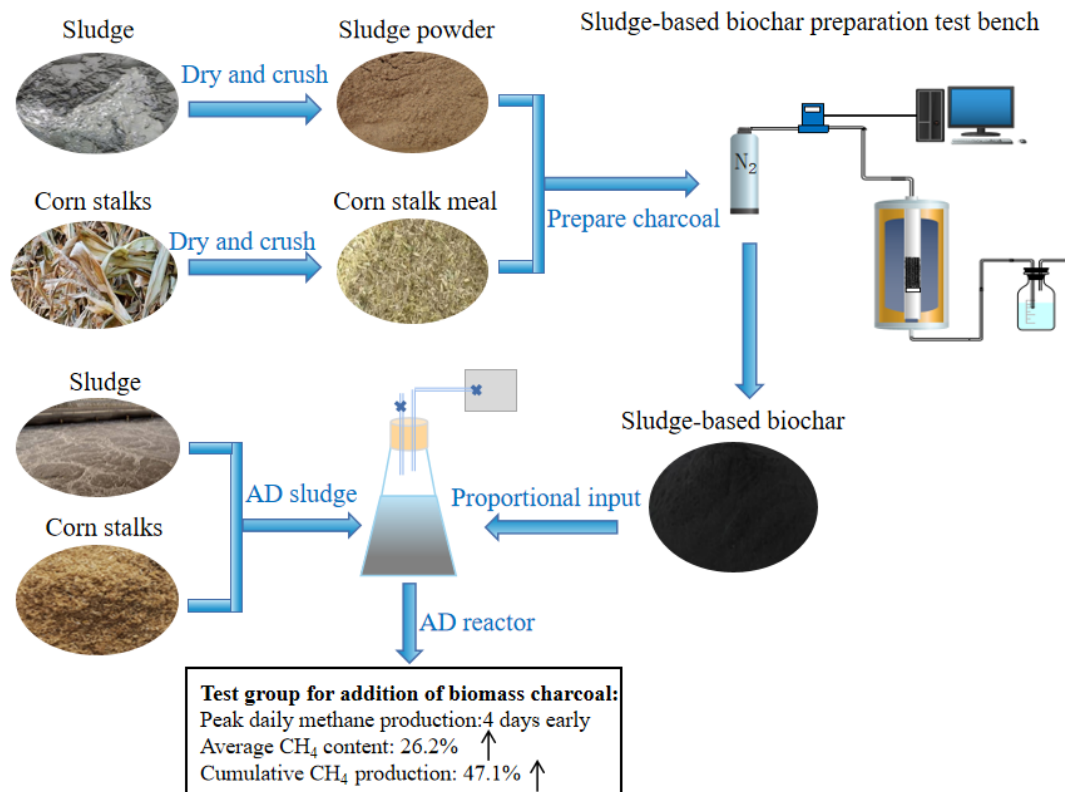 Sludge
Sludge powder
Sludge-based biochar preparation test bench
Dry and crush
N₂
Corn stalks
Corn stalk meal
Dry and crush
Prepare charcoal
Sludge
Sludge-based biochar
AD sludge
Proportional input
Corn stalks
AD reactor
Test group for addition of biomass charcoal:
Peak daily methane production:4 days early
Average CH₄ content: 26.2% ↑
Cumulative CH₄ production: 47.1% ↑